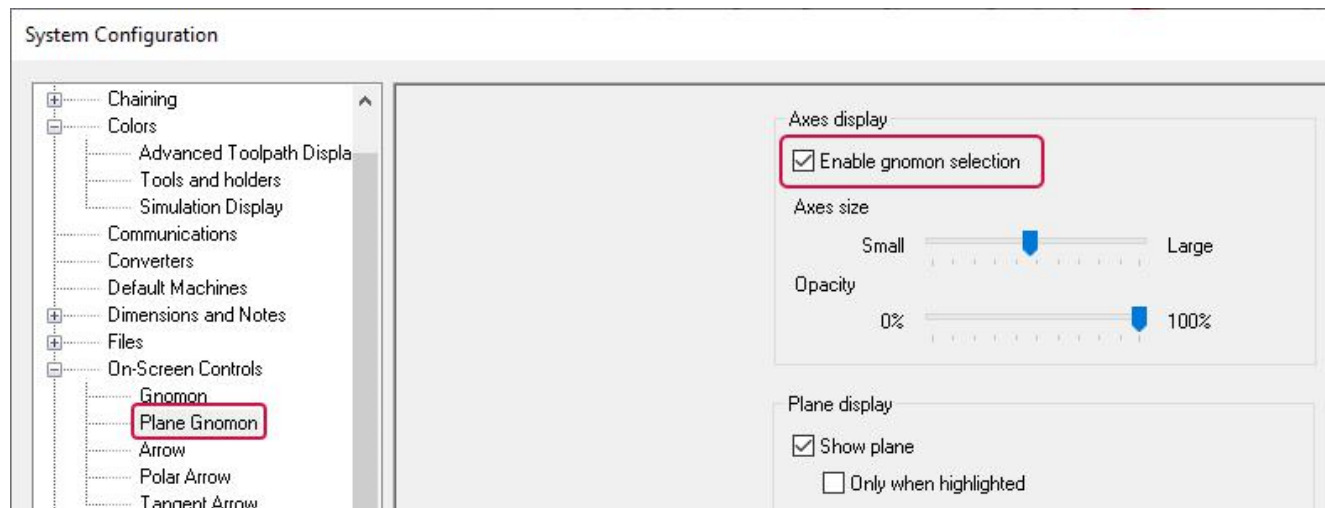 System Configuration
Chaining
Colors
Advanced Toolpath Displa
Tools and holders
Simulation Display
Communications
Converters
Default Machines
Dimensions and Notes
Files
On-Screen Controls
Gnomon
Plane Gnomon
Arrow
Polar Arrow
Tangent Arrow
Axes display
Enable gnomon selection
Axes size
Small Large
Opacity
0% 100%
Plane display
Show plane
Only when highlighted